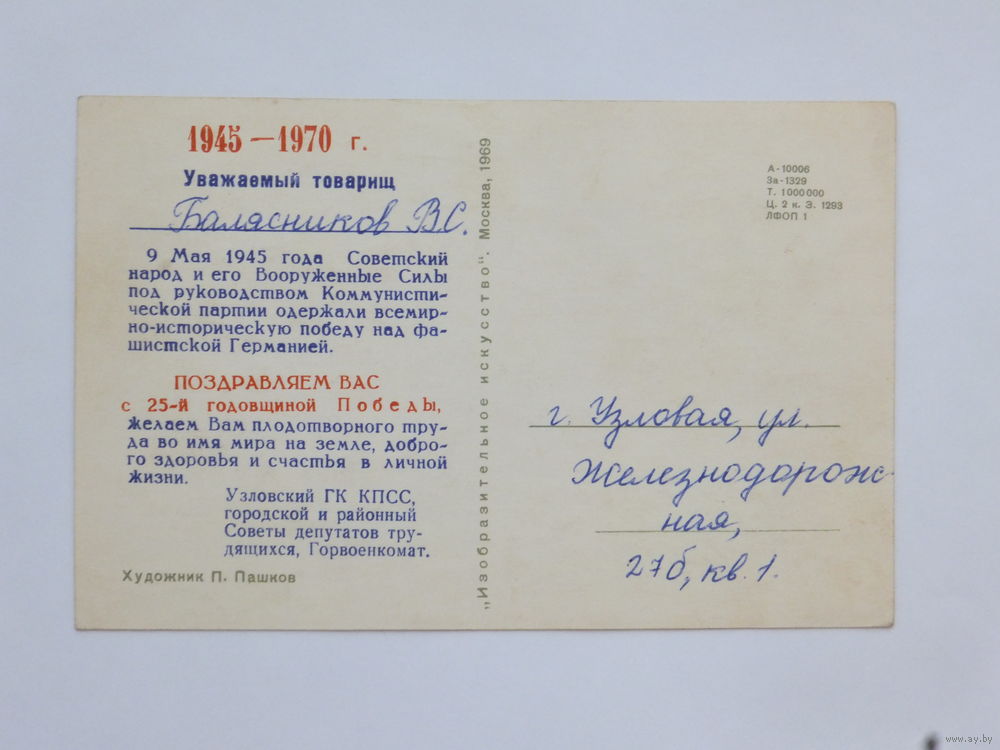 1945 — 1970 г.
Уважаемый товарищ
Балясников В.С.
9 Мая 1945 года Советский
народ и его Вооруженные Силы
под руководством Коммунисти-
ческой партии одержали всемир-
но-историческую победу над фа-
шистской Германией.
ПОЗДРАВЛЯЕМ ВАС
с 25-й годовщиной Победы,
желаем Вам плодотворного тру-
да во имя мира на земле, добро-
го здоровья и счастья в личной
жизни.
Узловский ГК КПСС,
городской и районный
Советы депутатов тру-
дящихся, Горвоенкомат.
Художник П. Пашков
„Изобразительное искусство“. Москва, 1969
А-10006
За-1329
Т. 1000000
Ц. 2 к. З. 1293
ЛФОП 1
г. Узловая, ул.
Железнодорож-
ная,
27б, кв. 1.
www.ay.by